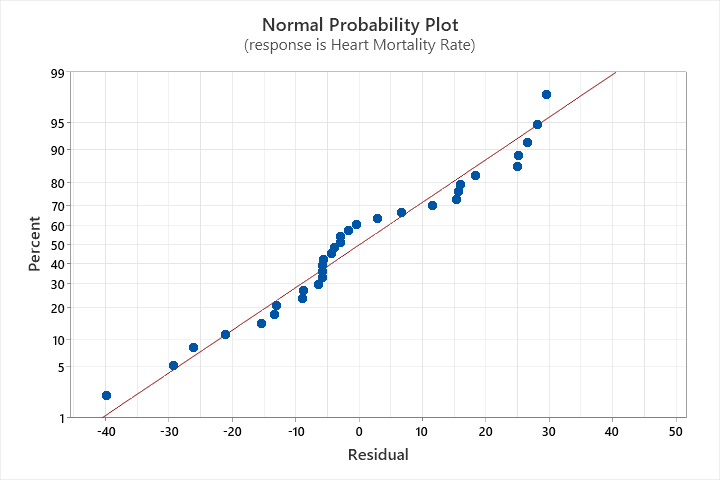 Normal Probability Plot
(response is Heart Mortality Rate)
99
95
90
80
70
60
50
40
30
20
10
5
1
Percent
-40 -30 -20 -10 0 10 20 30 40 50
Residual